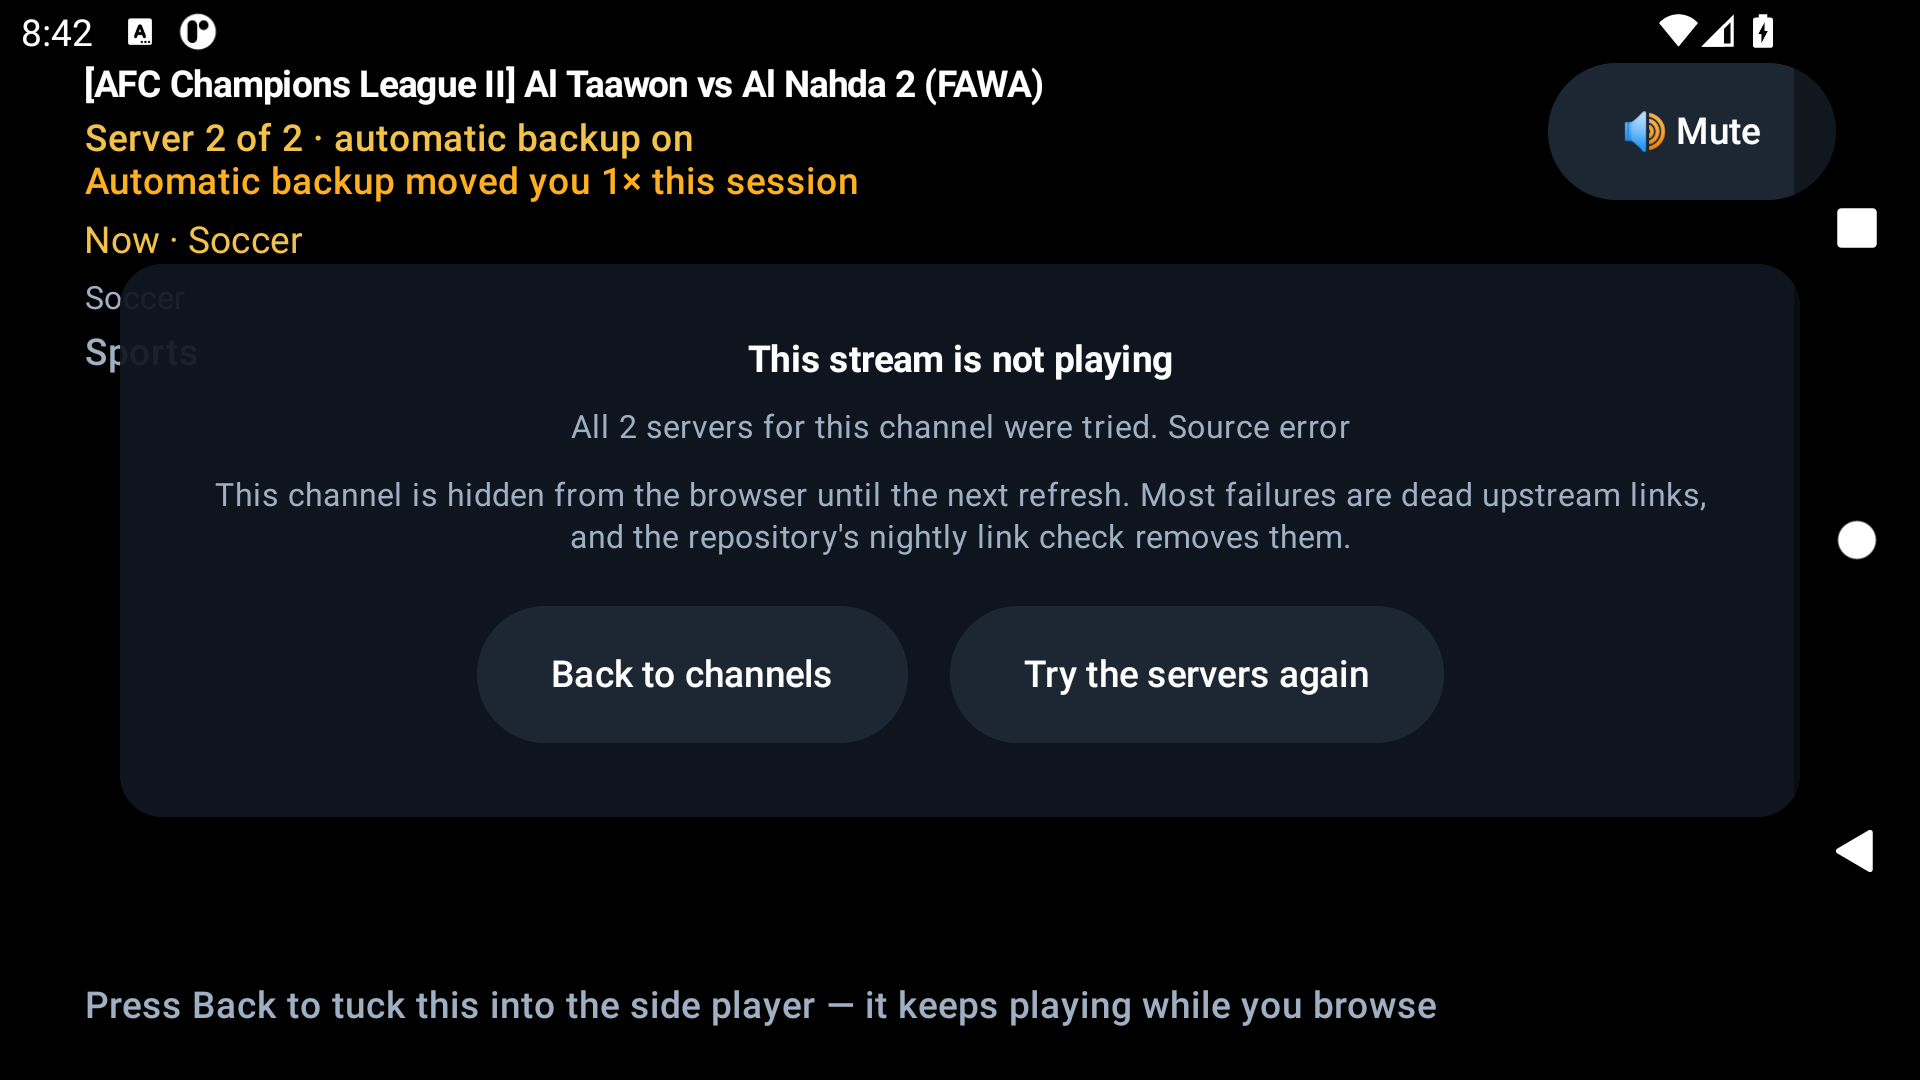 8:42
[AFC Champions League II] Al Taawon vs Al Nahda 2 (FAWA)
Server 2 of 2 · automatic backup on
Automatic backup moved you 1× this session
Now · Soccer
Soccer
Sports
Mute
This stream is not playing
All 2 servers for this channel were tried. Source error
This channel is hidden from the browser until the next refresh. Most failures are dead upstream links,
and the repository's nightly link check removes them.
Back to channels
Try the servers again
Press Back to tuck this into the side player — it keeps playing while you browse